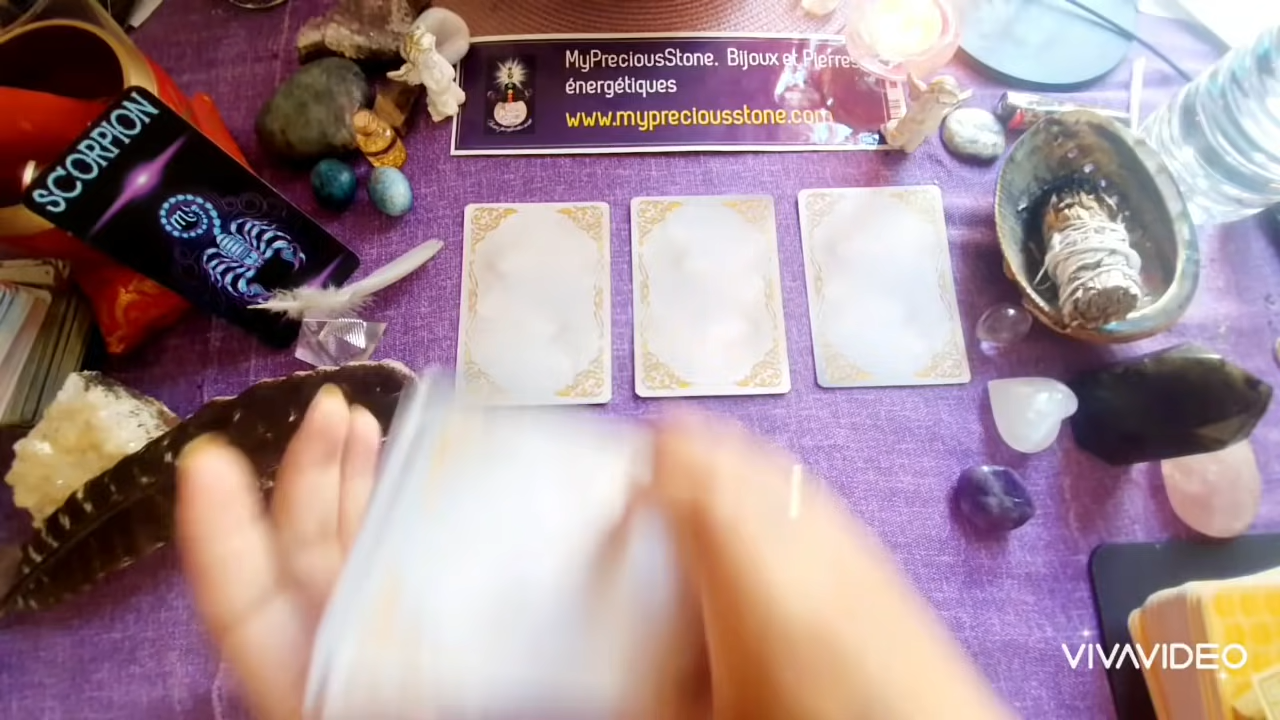 MyPreciousStone. Bijoux et Pierres
énergétiques
www.mypreciousstone.com
SCORPION
VIVAVIDEO